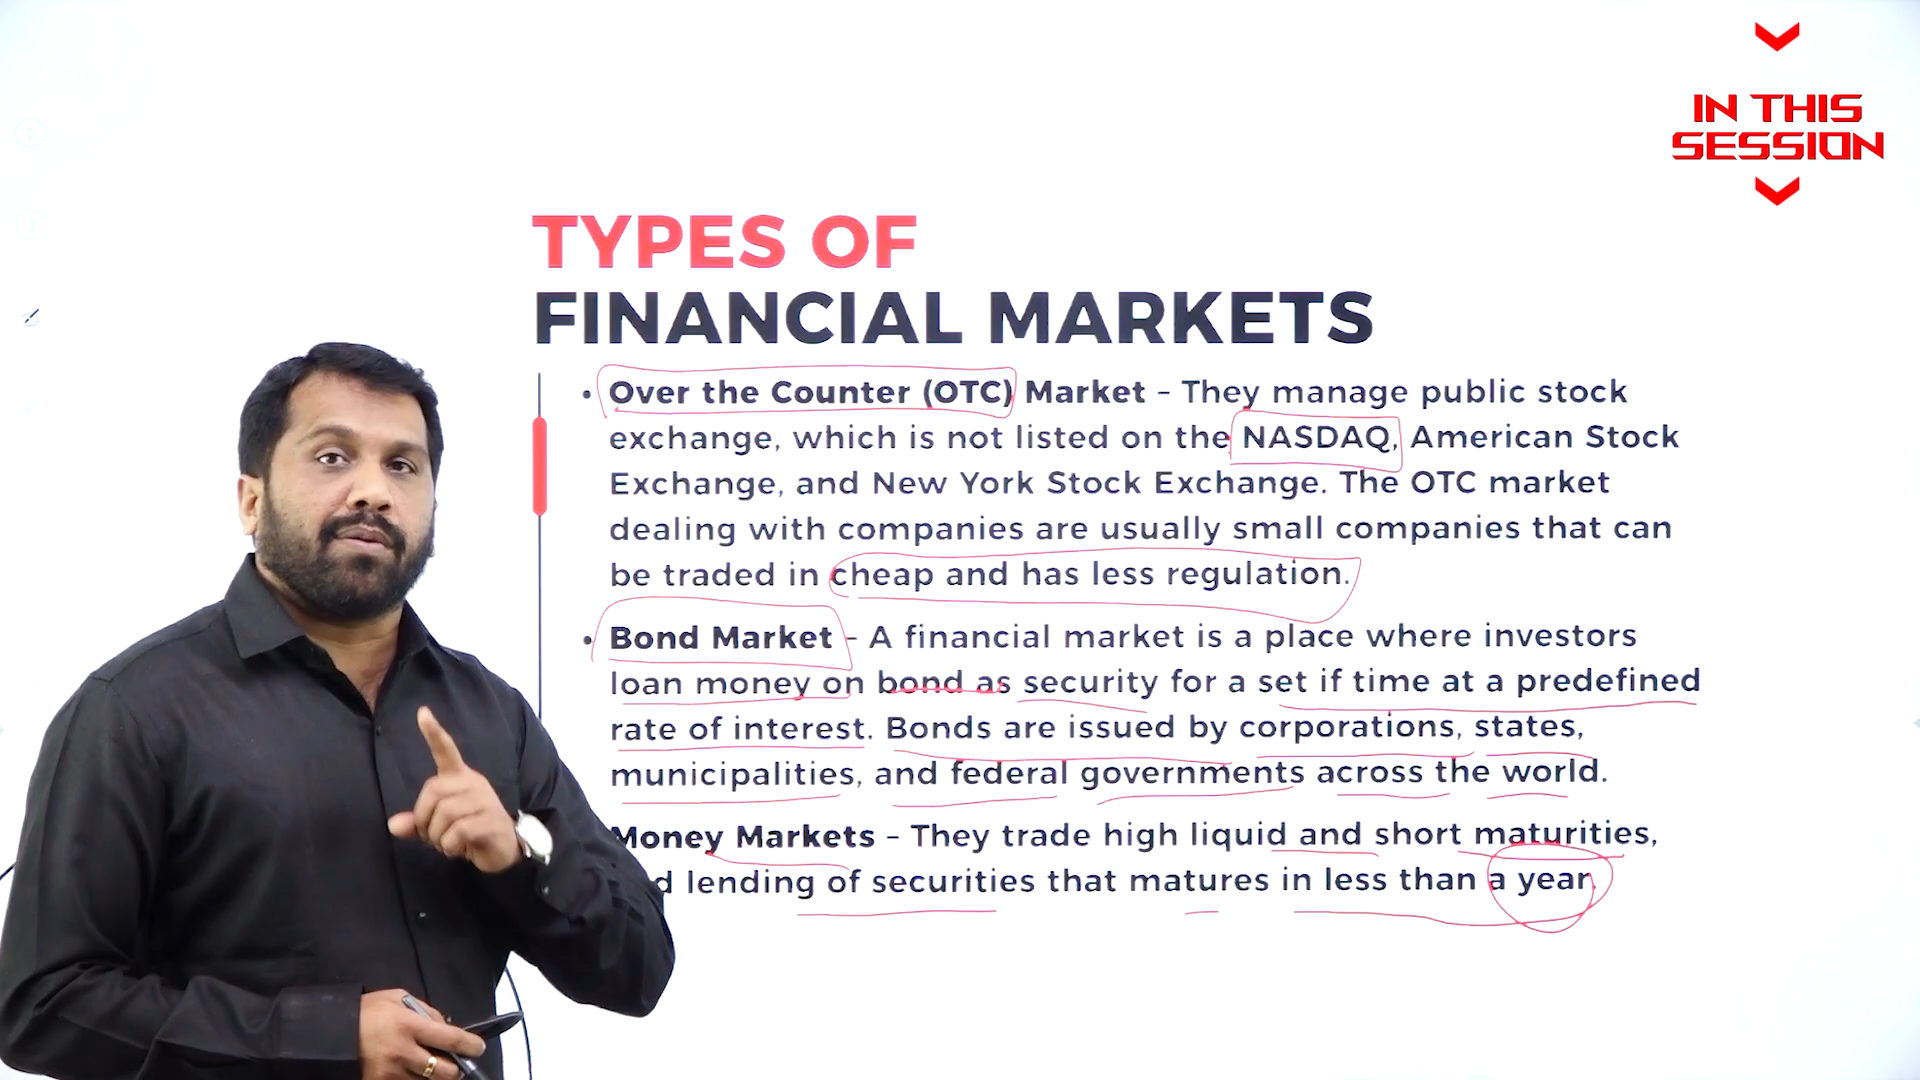 IN THIS
SESSION
TYPES OF
FINANCIAL MARKETS
• Over the Counter (OTC) Market - They manage public stock
exchange, which is not listed on the NASDAQ, American Stock
Exchange, and New York Stock Exchange. The OTC market
dealing with companies are usually small companies that can
be traded in cheap and has less regulation.
• Bond Market - A financial market is a place where investors
loan money on bond as security for a set if time at a predefined
rate of interest. Bonds are issued by corporations, states,
municipalities, and federal governments across the world.
Money Markets - They trade high liquid and short maturities,
lending of securities that matures in less than a year.